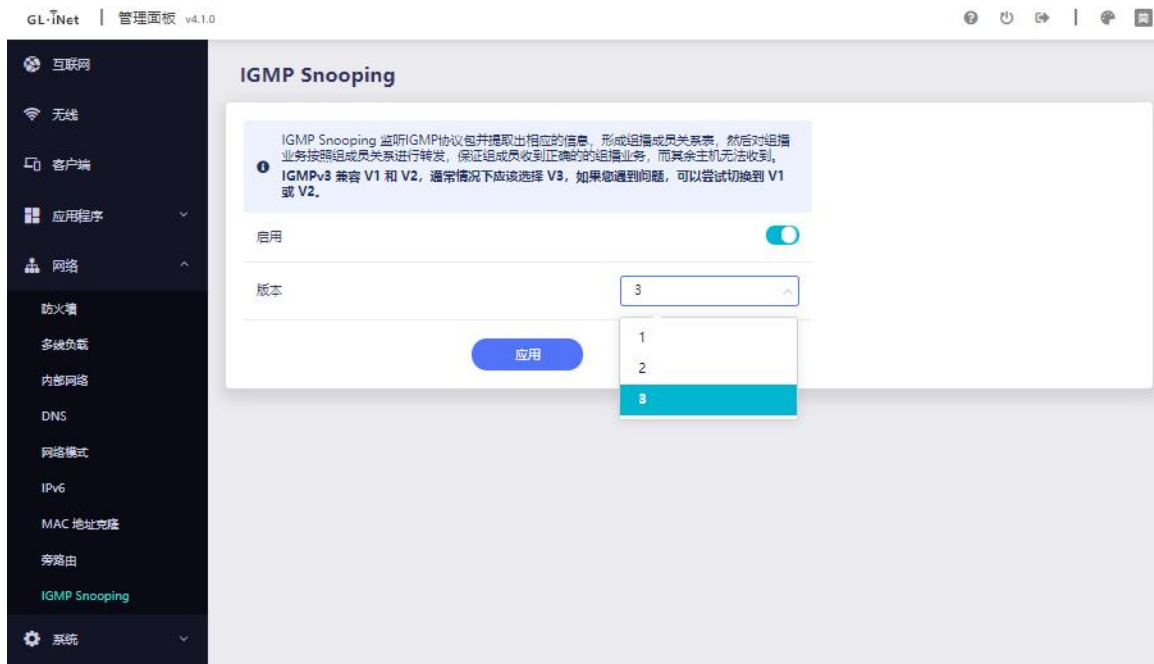 GL·iNet 管理面板 v4.1.0
简
互联网
无线
客户端
应用程序
网络
防火墙
多线负载
内部网络
DNS
网络模式
IPv6
MAC 地址克隆
旁路由
IGMP Snooping
系统
IGMP Snooping
IGMP Snooping 监听IGMP协议包并提取出相应的信息，形成组播成员关系表，然后对组播
业务按照组成员关系进行转发，保证组成员收到正确的的组播业务，而其余主机无法收到。
IGMPv3 兼容 V1 和 V2，通常情况下应该选择 V3，如果您遇到问题，可以尝试切换到 V1
或 V2。
启用
版本
3
1
2
3
应用